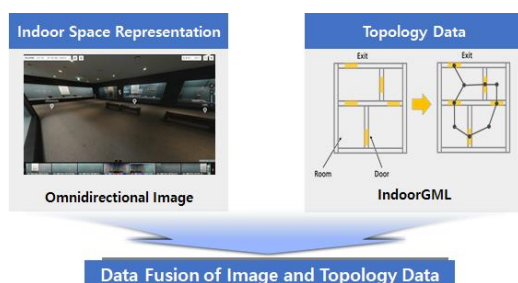 Indoor Space Representation
Omnidirectional Image
Topology Data
Exit
Exit
Room
Door
IndoorGML
Data Fusion of Image and Topology Data